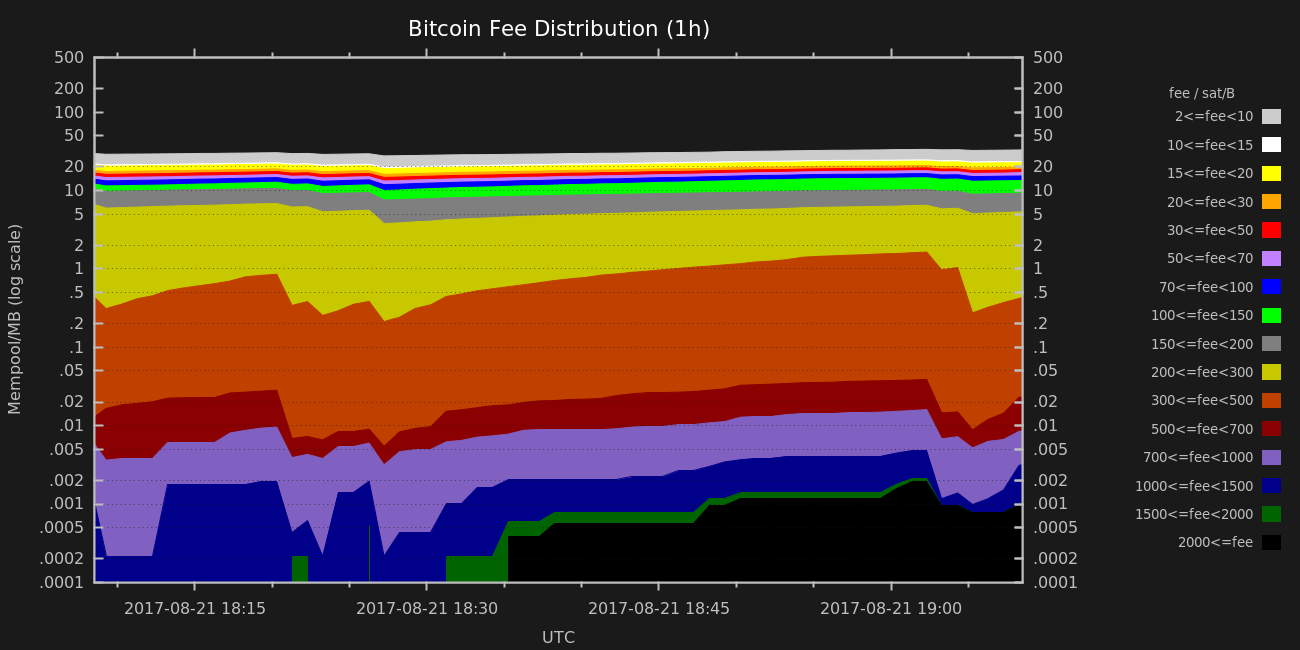 Bitcoin Fee Distribution (1h)
500 500
200 200
100 100
50 50
20 20
10 10
5 5
2 2
1 1
.5 .5
.2 .2
.1 .1
.05 .05
.02 .02
.01 .01
.005 .005
.002 .002
.001 .001
.0005 .0005
.0002 .0002
.0001 .0001
Mempool/MB (log scale)
2017-08-21 18:15 2017-08-21 18:30 2017-08-21 18:45 2017-08-21 19:00
UTC
fee / sat/B
2<=fee<10
10<=fee<15
15<=fee<20
20<=fee<30
30<=fee<50
50<=fee<70
70<=fee<100
100<=fee<150
150<=fee<200
200<=fee<300
300<=fee<500
500<=fee<700
700<=fee<1000
1000<=fee<1500
1500<=fee<2000
2000<=fee